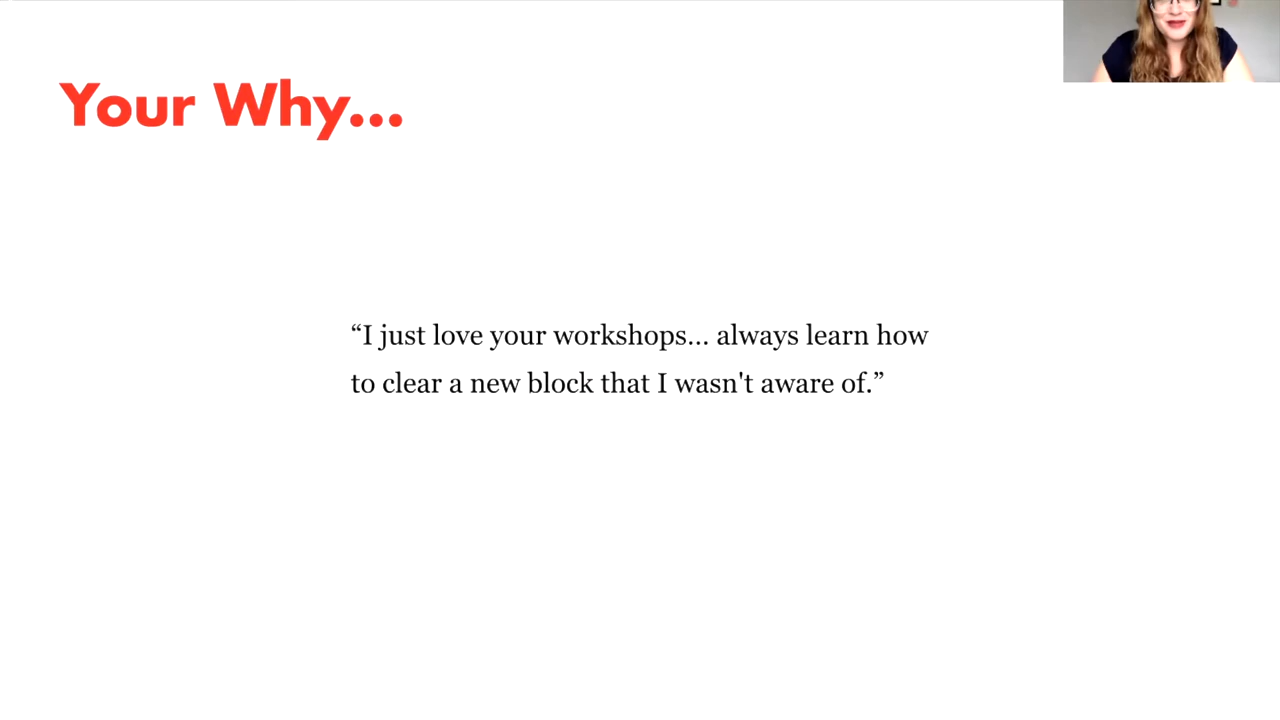 Your Why...
“I just love your workshops... always learn how
to clear a new block that I wasn't aware of.”